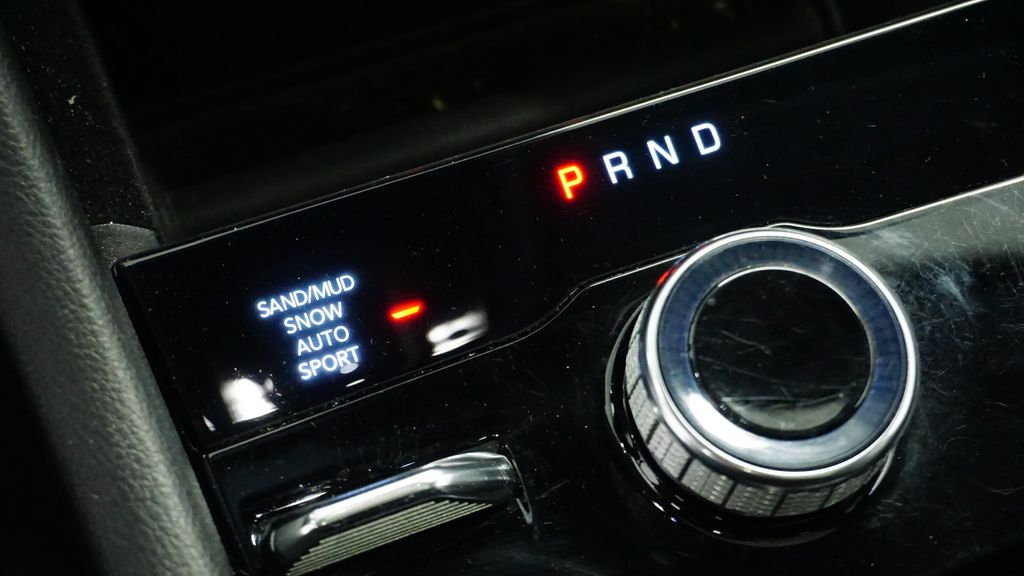 P R N D
SAND/MUD
SNOW
AUTO
SPORT